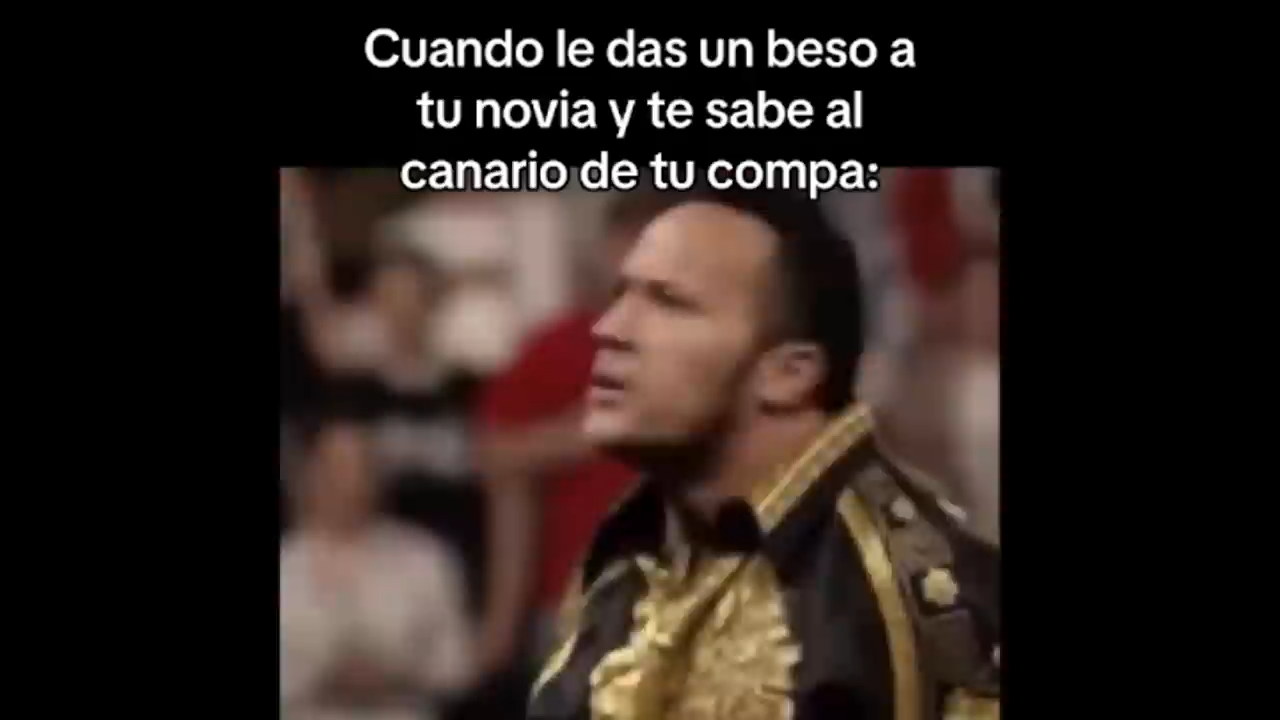 Cuando le das un beso a
tu novia y te sabe al
canario de tu compa: